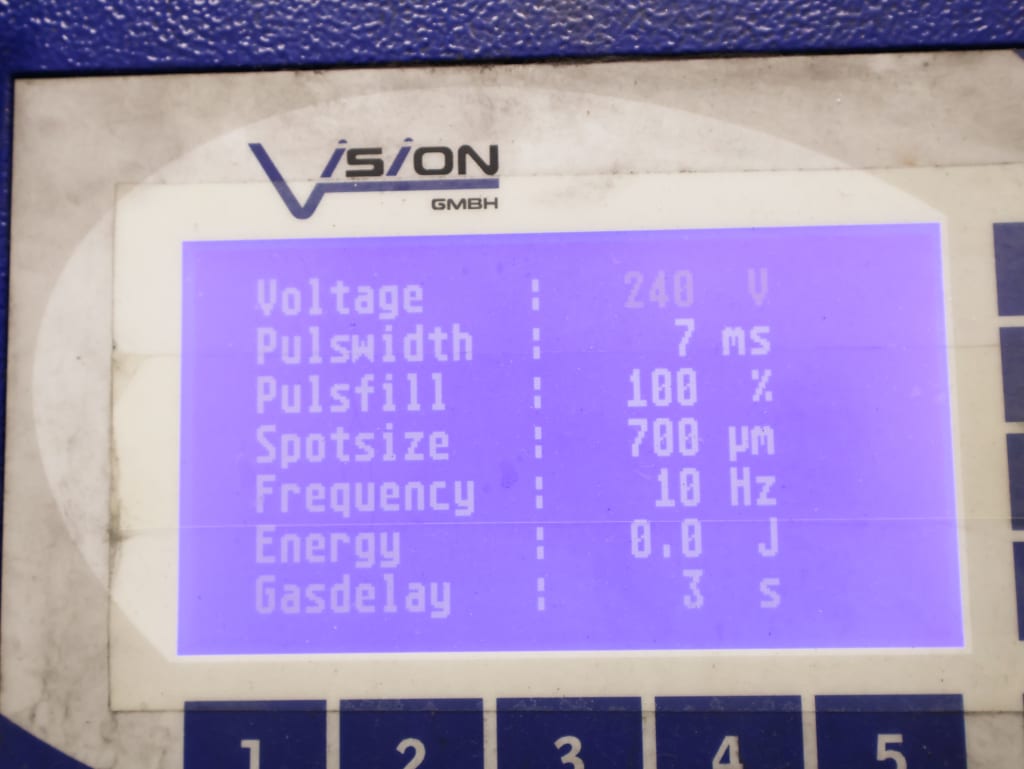 Vision
GMBH
Voltage : 240 V
Pulswidth : 7 ms
Pulsfill : 100 %
Spotsize : 700 µm
Frequency : 10 Hz
Energy : 0.0 J
Gasdelay : 3 s
1 2 3 4 5